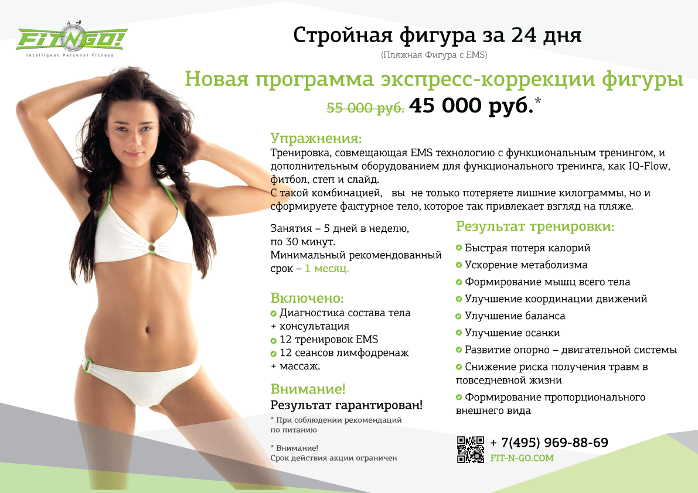 FIT'N'GO!
Intelligent Personal Fitness
Стройная фигура за 24 дня
(Пляжная Фигура с EMS)
Новая программа экспресс-коррекции фигуры
55 000 руб. 45 000 руб.*
Упражнения:
Тренировка, совмещающая EMS технологию с функциональным тренингом, и
дополнительным оборудованием для функционального тренинга, как IQ-Flow,
фитбол, степ и слайд.
С такой комбинацией, вы не только потеряете лишние килограммы, но и
сформируете фактурное тело, которое так привлекает взгляд на пляже.
Занятия – 5 дней в неделю,
по 30 минут.
Минимальный рекомендованный
срок – 1 месяц.
Включено:
Диагностика состава тела
+ консультация
12 тренировок EMS
12 сеансов лимфодренаж
+ массаж.
Внимание!
Результат гарантирован!
* При соблюдении рекомендаций
по питанию
* Внимание!
Срок действия акции ограничен
Результат тренировки:
Быстрая потеря калорий
Ускорение метаболизма
Формирование мышц всего тела
Улучшение координации движений
Улучшение баланса
Улучшение осанки
Развитие опорно – двигательной системы
Снижение риска получения травм в
повседневной жизни
Формирование пропорционального
внешнего вида
+ 7(495) 969-88-69
FIT-N-GO.COM